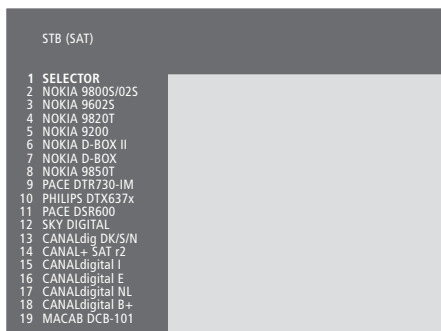 STB (SAT)
1 SELECTOR
2 NOKIA 9800S/02S
3 NOKIA 9602S
4 NOKIA 9820T
5 NOKIA 9200
6 NOKIA D-BOX II
7 NOKIA D-BOX
8 NOKIA 9850T
9 PACE DTR730-IM
10 PHILIPS DTX637x
11 PACE DSR600
12 SKY DIGITAL
13 CANALdig DK/S/N
14 CANAL+ SAT r2
15 CANALdigital I
16 CANALdigital E
17 CANALdigital NL
18 CANALdigital B+
19 MACAB DCB-101